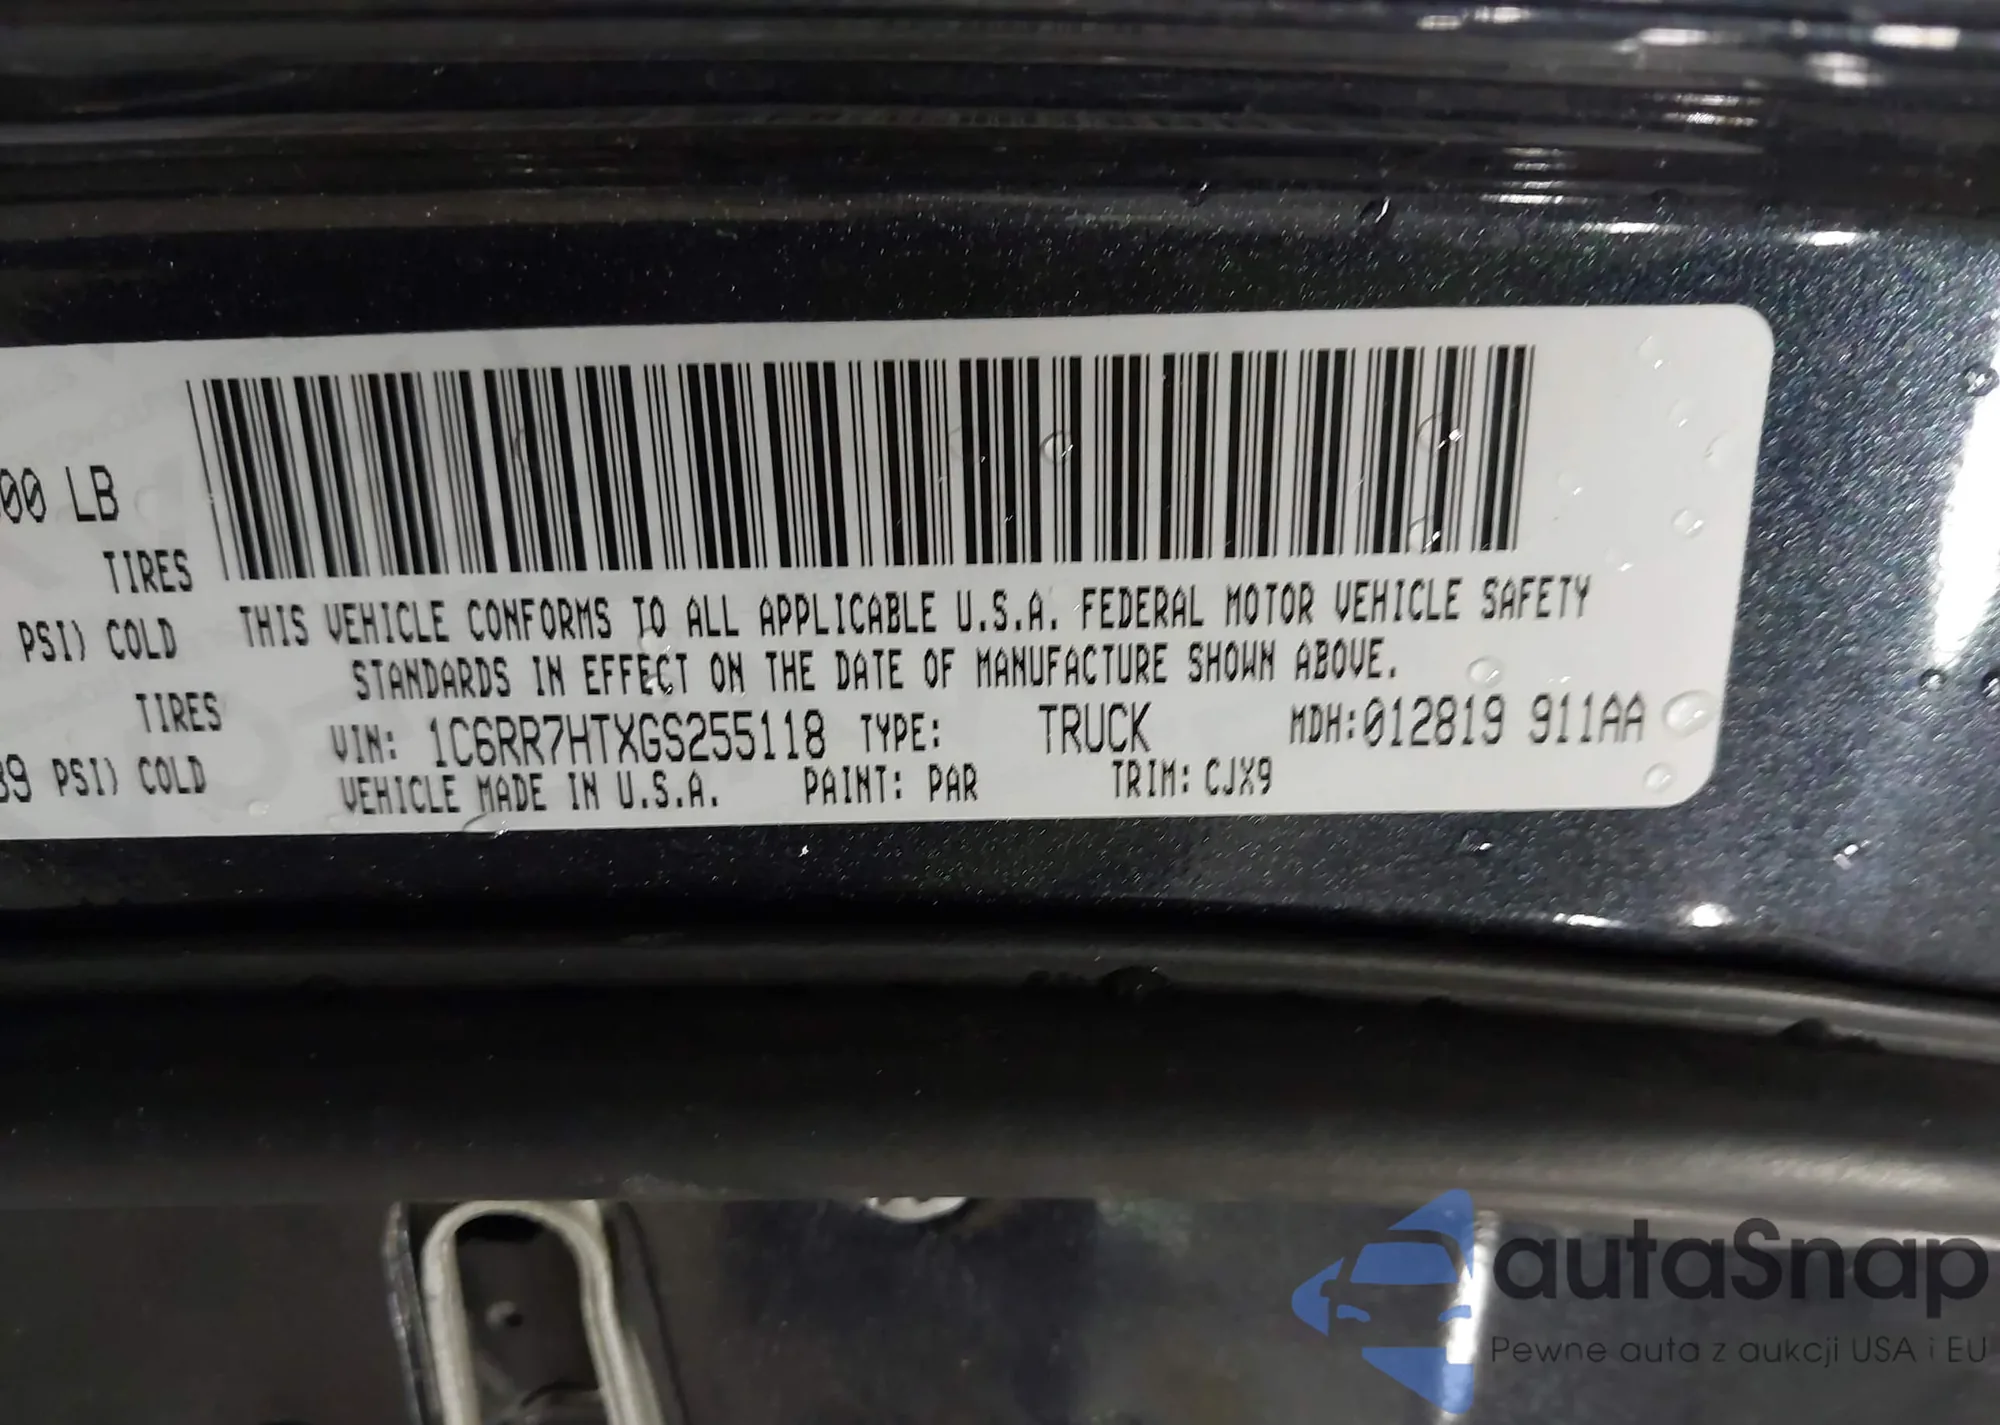 00 LB
TIRES
PSI) COLD
TIRES
39 PSI) COLD
THIS VEHICLE CONFORMS TO ALL APPLICABLE U.S.A. FEDERAL MOTOR VEHICLE SAFETY
STANDARDS IN EFFECT ON THE DATE OF MANUFACTURE SHOWN ABOVE.
VIN: 1C6RR7HTXGS255118 TYPE: TRUCK MDH:012819 911AA
VEHICLE MADE IN U.S.A. PAINT: PAR TRIM: CJX9
autaSnap
Pewne auta z aukcji USA i EU